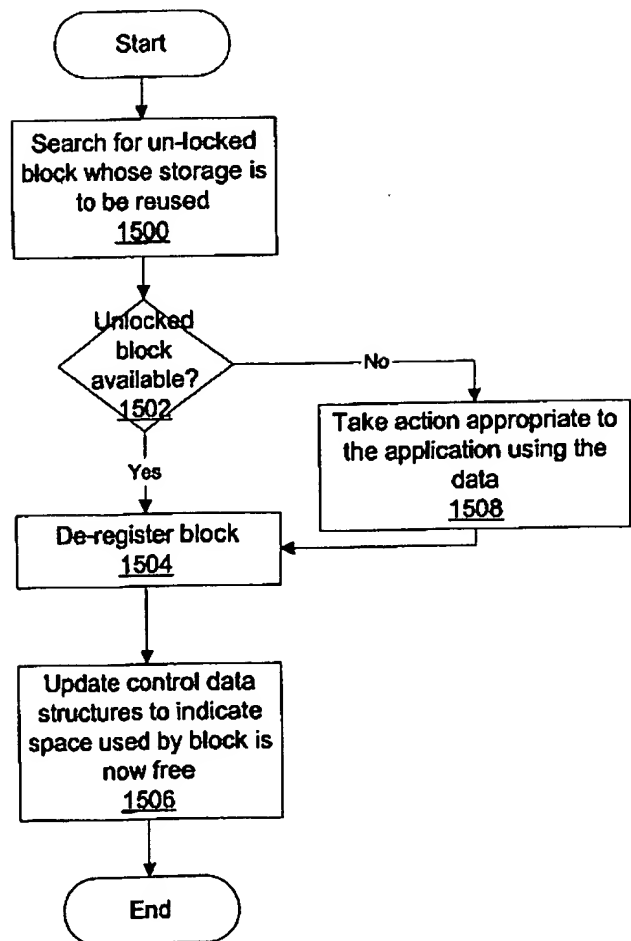 Start
Search for un-locked
block whose storage is
to be reused
1500
Unlocked
block
available?
1502
No
Take action appropriate to
the application using the
data
1508
Yes
De-register block
1504
Update control data
structures to indicate
space used by block is
now free
1506
End